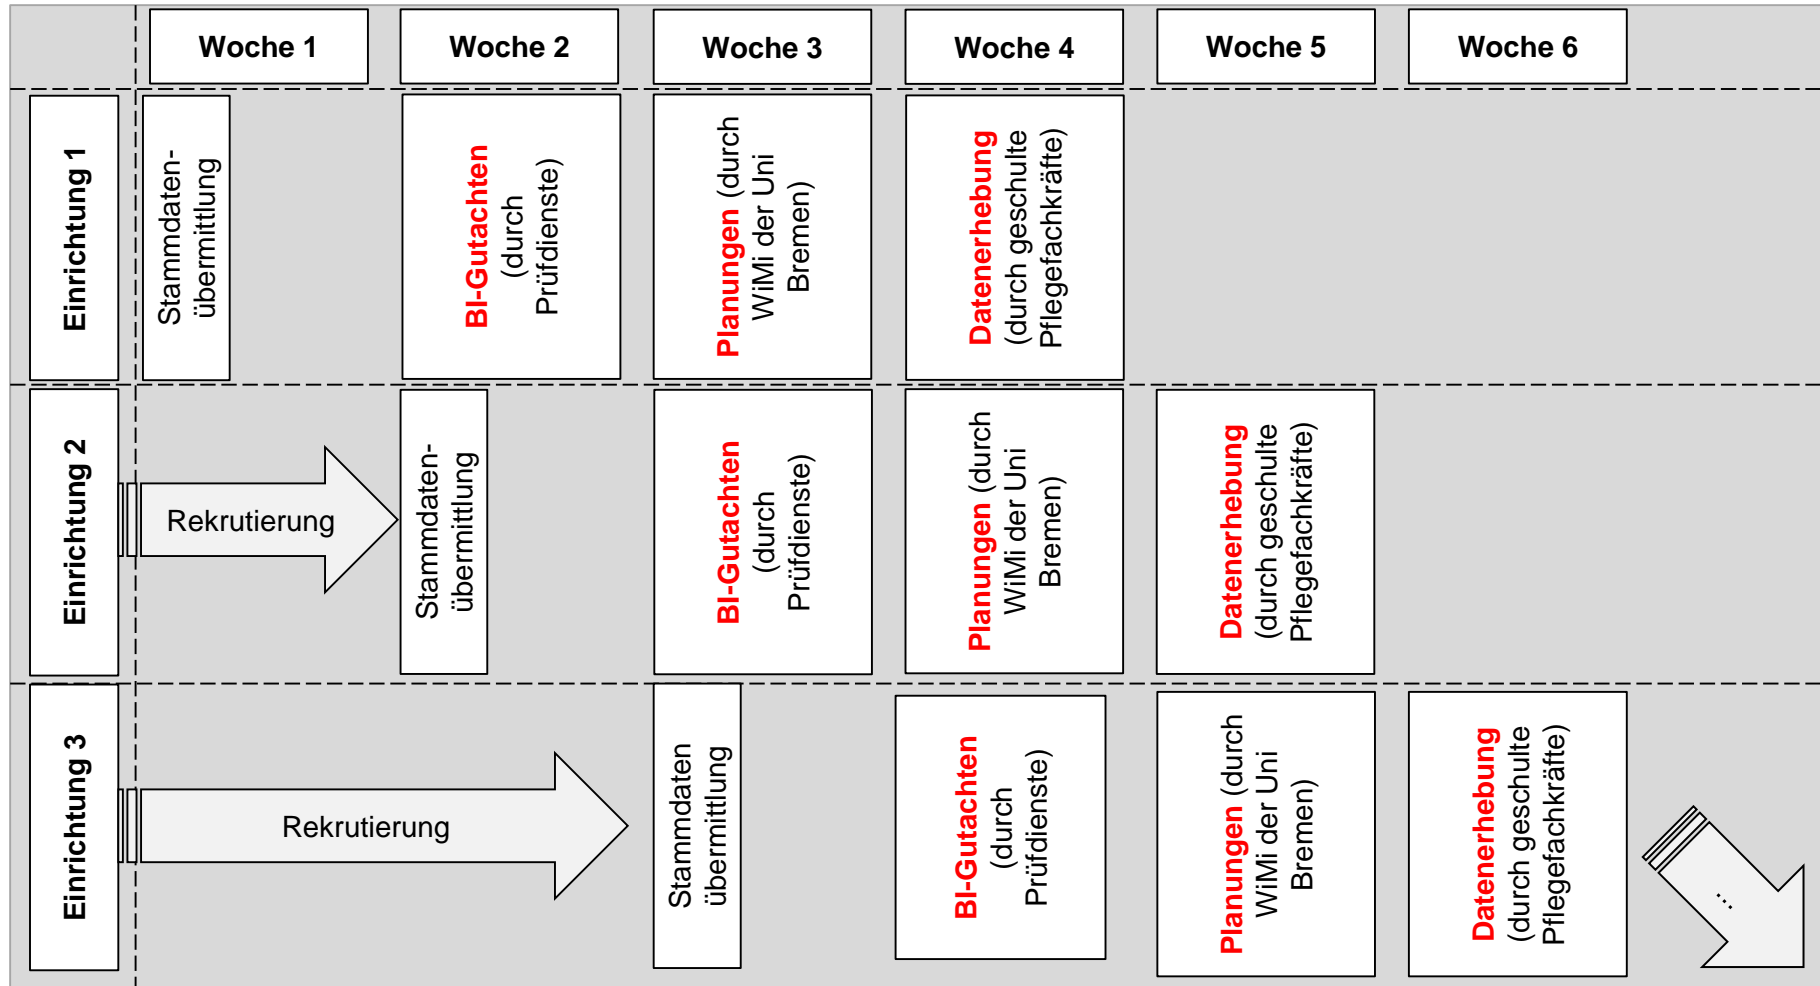 Woche 1
Woche 2
Woche 3
Woche 4
Woche 5
Woche 6
Einrichtung 1
Stammdaten-
übermittlung
BI-Gutachten
(durch
Prüfdienste)
Planungen (durch
WiMi der Uni
Bremen)
Datenerhebung
(durch geschulte
Pflegefachkräfte)
Einrichtung 2
Rekrutierung
Stammdaten-
übermittlung
BI-Gutachten
(durch
Prüfdienste)
Planungen (durch
WiMi der Uni
Bremen)
Datenerhebung
(durch geschulte
Pflegefachkräfte)
Einrichtung 3
Rekrutierung
Stammdaten
übermittlung
BI-Gutachten
(durch
Prüfdienste)
Planungen (durch
WiMi der Uni
Bremen)
Datenerhebung
(durch geschulte
Pflegefachkräfte)
...